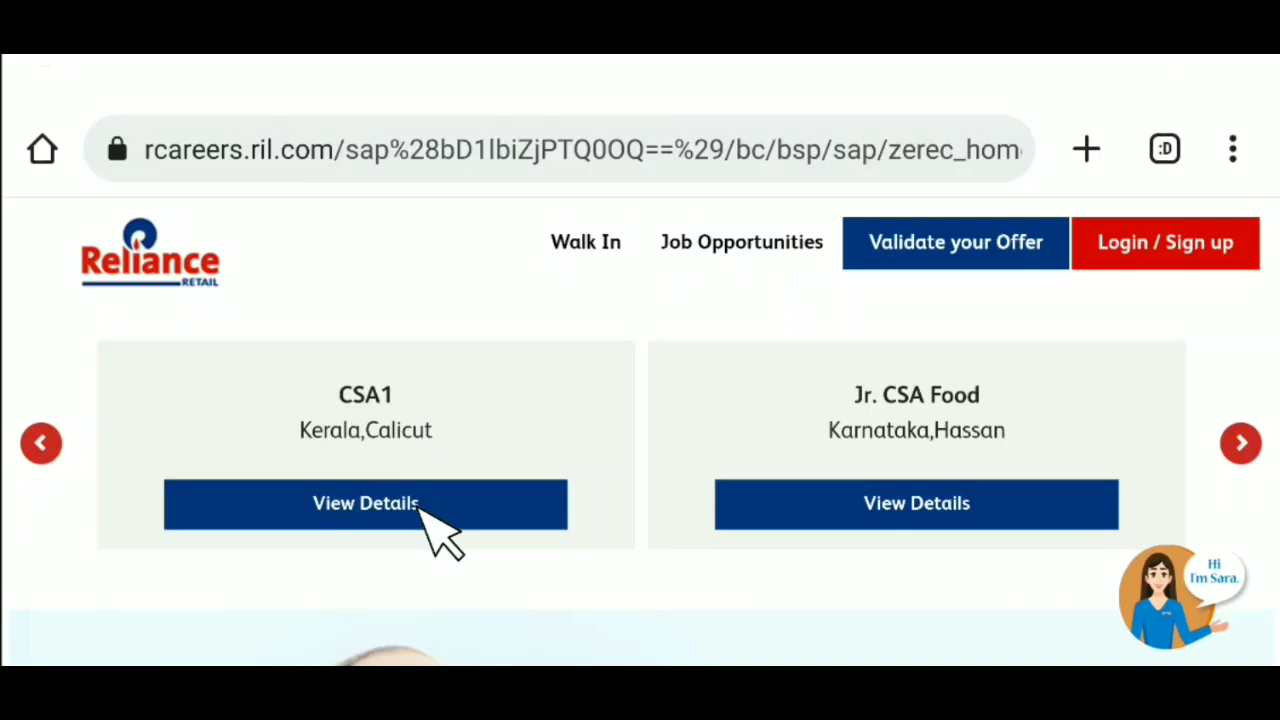 rcareers.ril.com/sap%28bD1lbiZjPTQ0OQ==%29/bc/bsp/sap/zerec_hom
:D
Reliance
RETAIL
Walk In
Job Opportunities
Validate your Offer
Login / Sign up
CSA1
Kerala,Calicut
View Details
Jr. CSA Food
Karnataka,Hassan
View Details
Hi
I'm Sara.